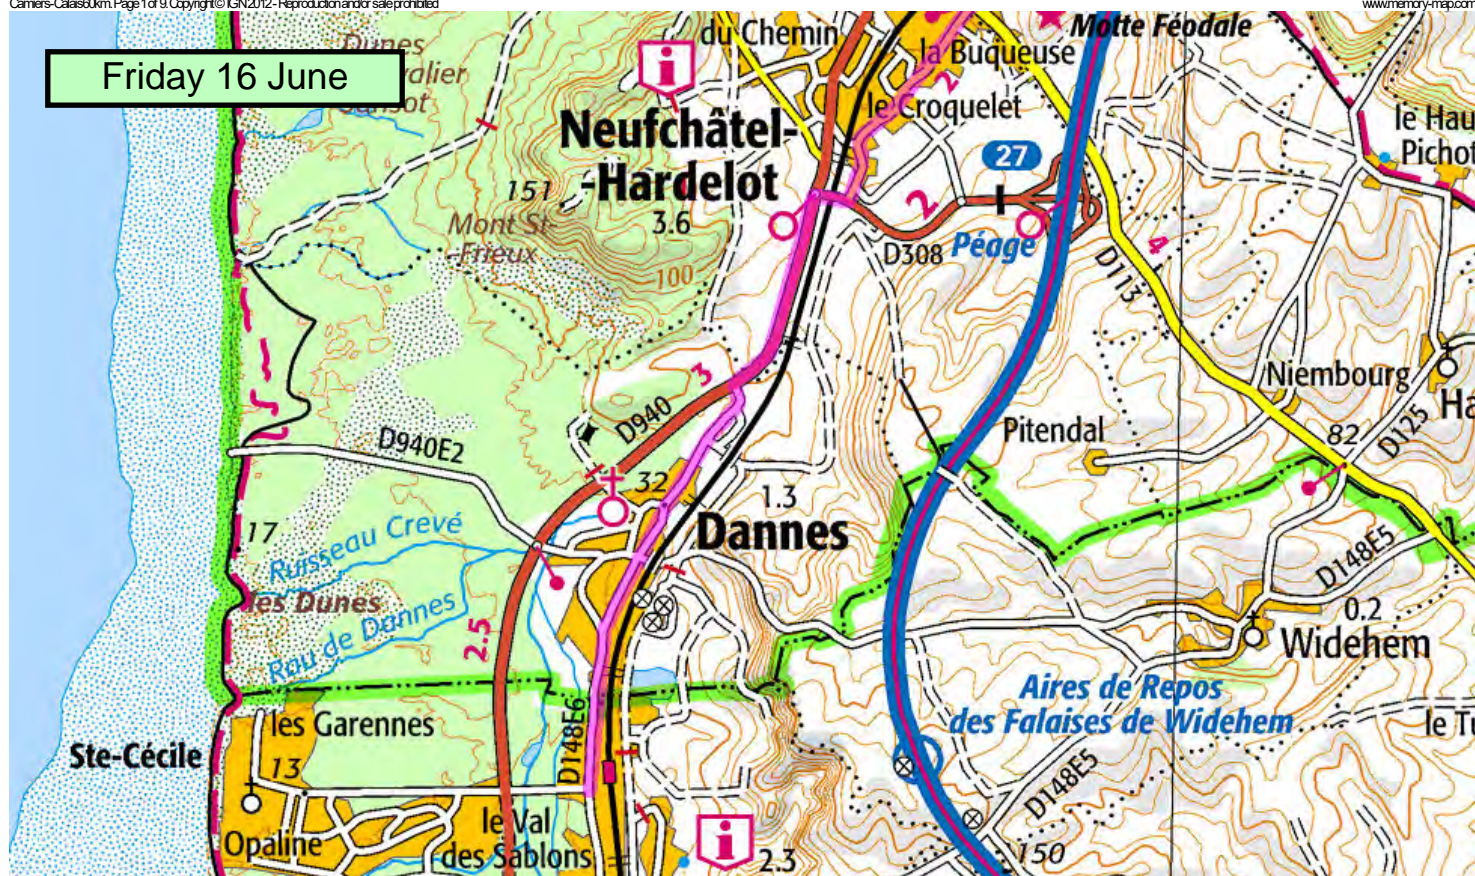 Camiers-Calais60km. Page 1 of 9. Copyright © IGN 2012 - Reproduction and/or sale prohibited
www.memory-map.com
Friday 16 June
Dunes
du Chemin
la Buqueuse
Motte Féodale
2
le Croquelet
le Hau
Pichot
Neufchâtel-
-Hardelot
3.6
27
151
Mont St-
-Frieux
100
2
D308
Péage
4
D113
3
D940
D940E2
Niembourg
Ha
Pitendal
82
D125
32
1.3
Dannes
17
Ruisseau Crevé
les Dunes
Rau de Dannes
2.5
D148E5
0.2
Widehem
Aires de Repos
des Falaises de Widehem
les Garennes
D148E6
Ste-Cécile
13
D148E5
Opaline
le Val
des Sablons
2.3
150